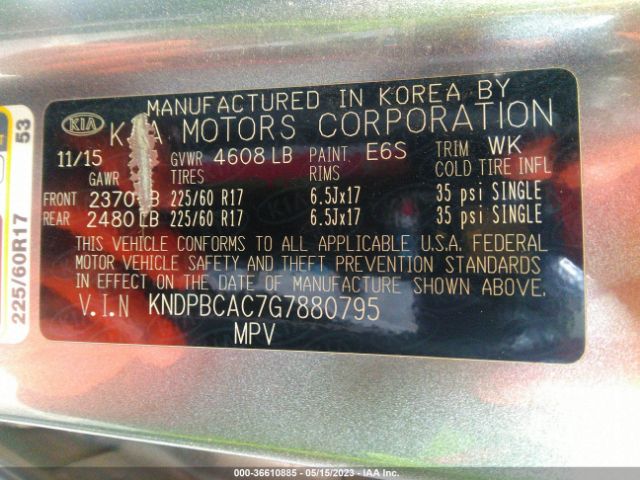 MANUFACTURED IN KOREA BY
KIA KIA MOTORS CORPORATION
11/15 GVWR 4608 LB PAINT E6S TRIM WK
GAWR TIRES RIMS COLD TIRE INFL
FRONT 2370 LB 225/60 R17 6.5Jx17 35 psi SINGLE
REAR 2480 LB 225/60 R17 6.5Jx17 35 psi SINGLE
THIS VEHICLE CONFORMS TO ALL APPLICABLE U.S.A. FEDERAL
MOTOR VEHICLE SAFETY AND THEFT PREVENTION STANDARDS
IN EFFECT ON THE DATE OF MANUFACTURE SHOWN ABOVE.
V.I.N KNDPBCAC7G7880795
MPV
53
225/60R17
000-36610885 - 05/15/2023 - IAA Inc.